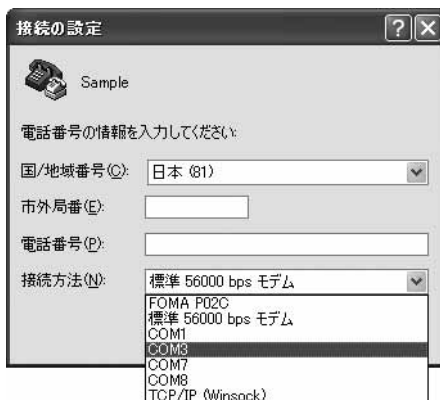 接続の設定
Sample
電話番号の情報を入力してください:
国/地域番号(C): 日本 (81)
市外局番(E):
電話番号(P):
接続方法(N): 標準 56000 bps モデム
FOMA P02C
標準 56000 bps モデム
COM1
COM3
COM7
COM8
TCP/IP (Winsock)